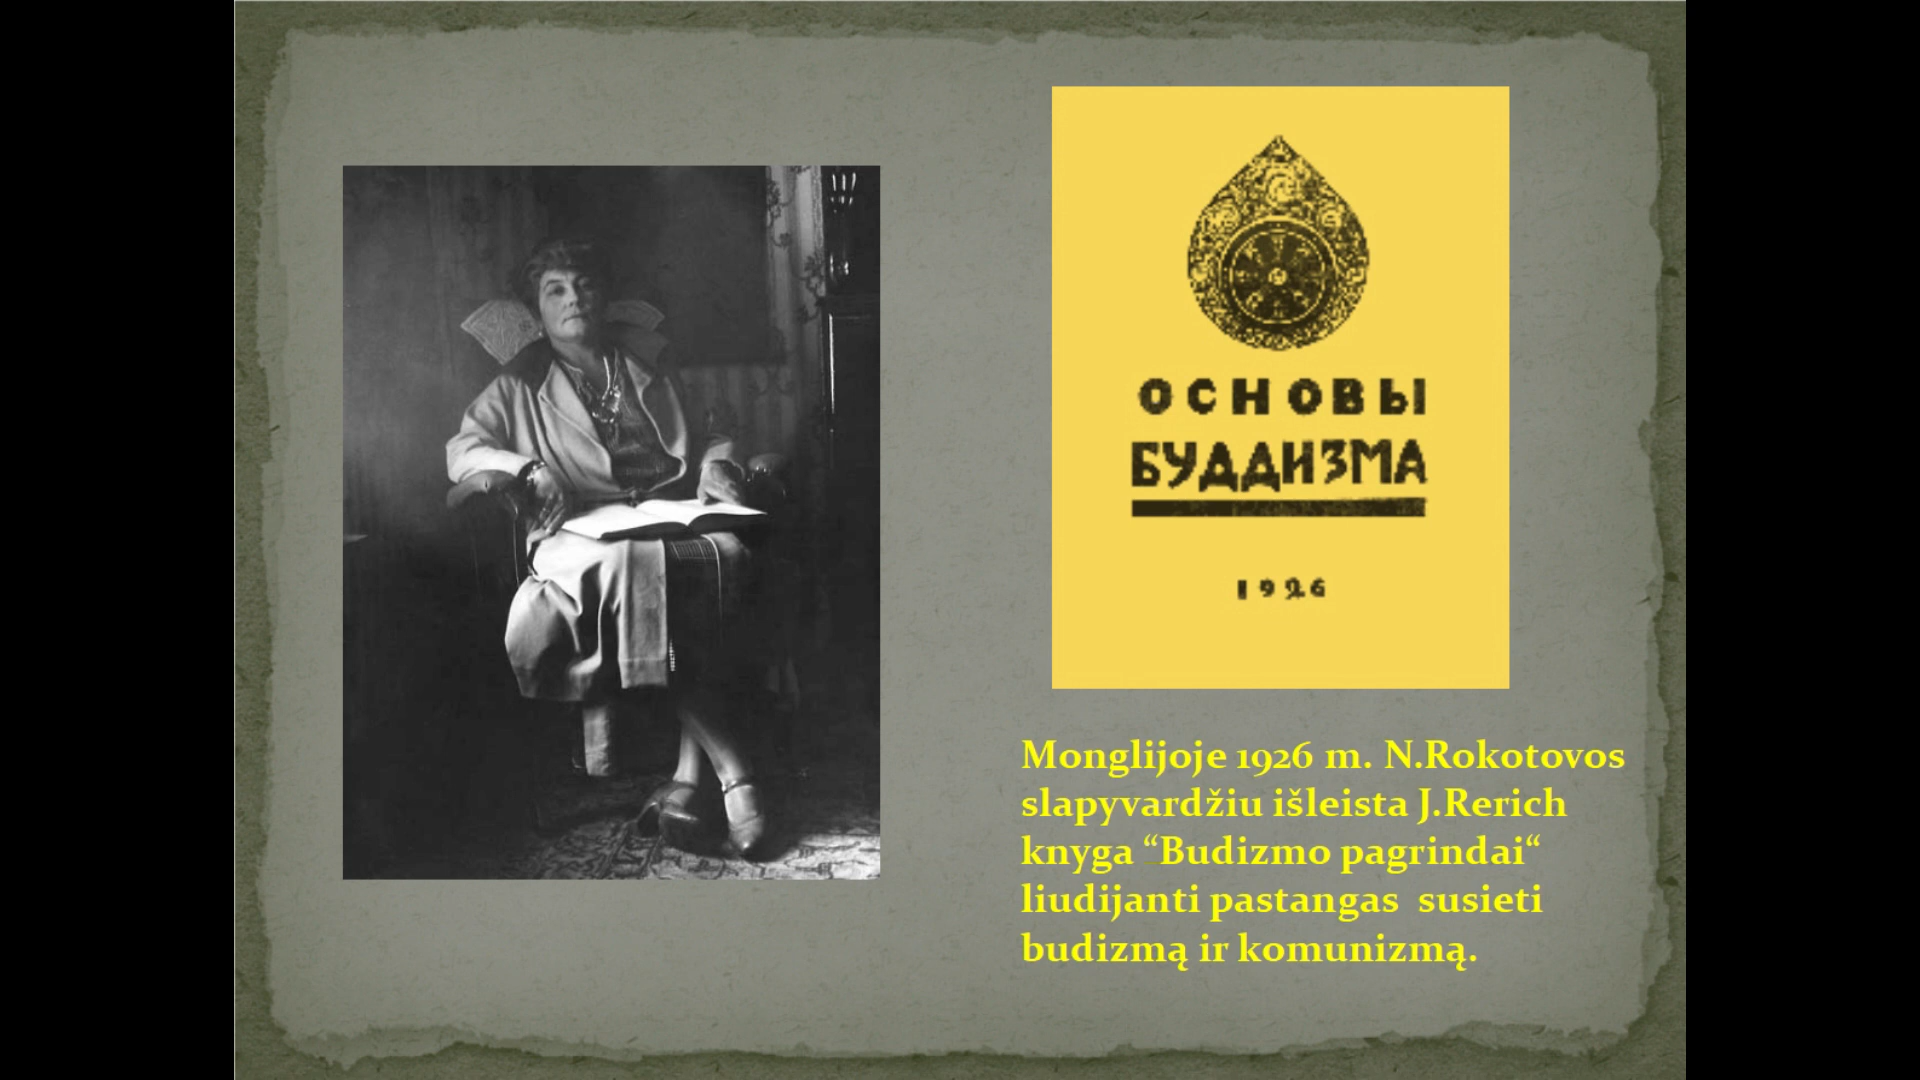 ОСНОВЫ
БУДДИЗМА
1926
Monglijoje 1926 m. N.Rokotovos
slapyvardžiu išleista J.Rerich
knyga “Budizmo pagrindai“
liudijanti pastangas  susieti
budizmą ir komunizmą.